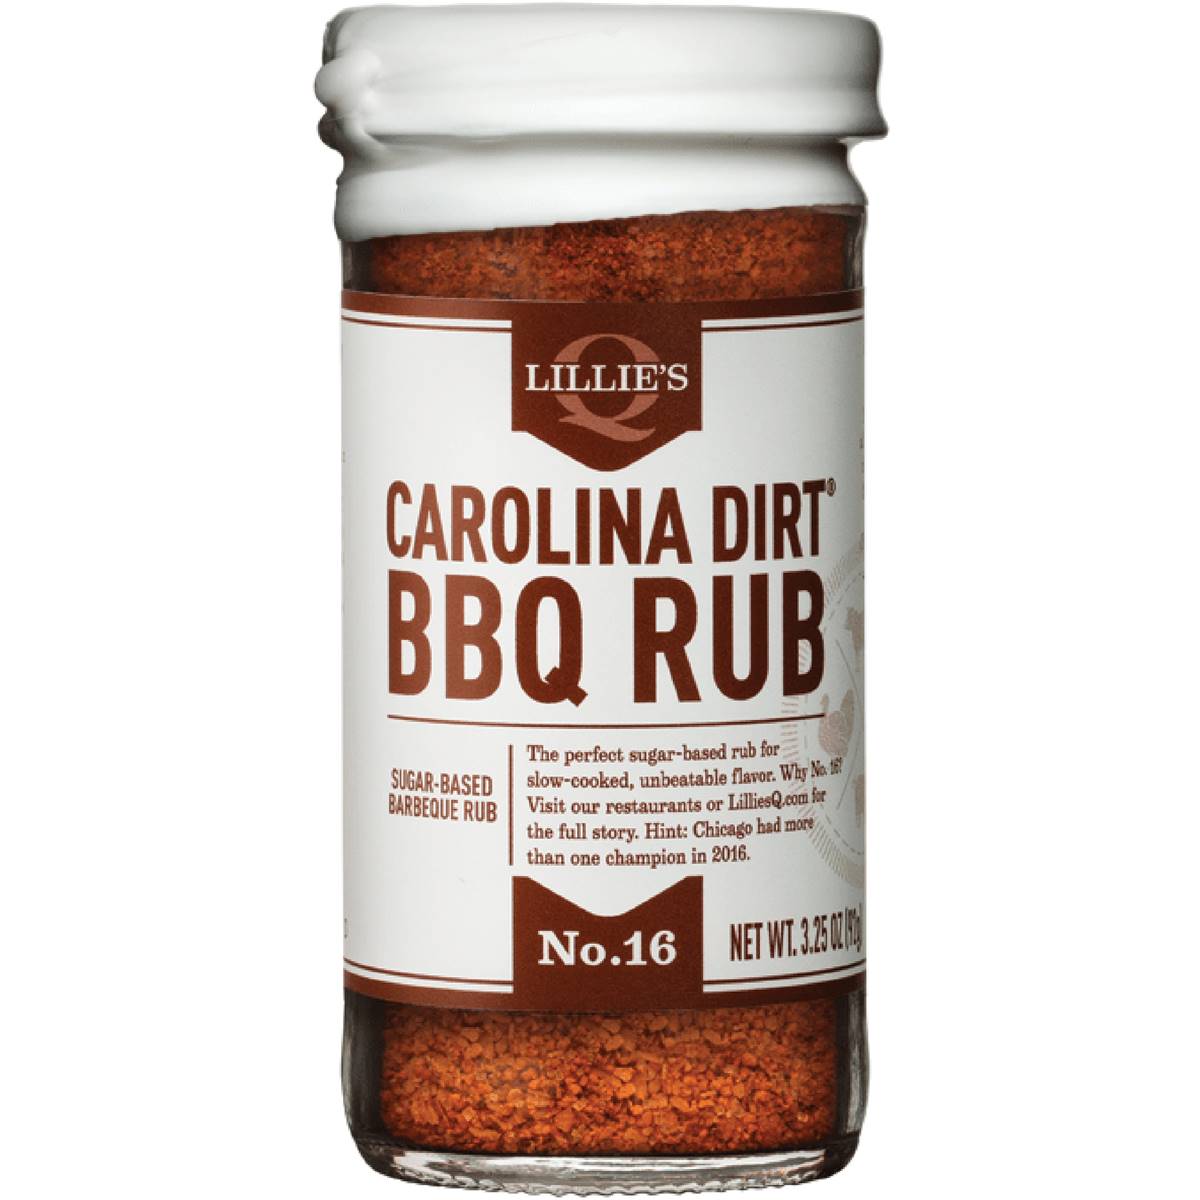 Q
LILLIE'S
CAROLINA DIRT®
BBQ RUB
SUGAR-BASED
BARBEQUE RUB
The perfect sugar-based rub for
slow-cooked, unbeatable flavor. Why No. 16?
Visit our restaurants or LilliesQ.com for
the full story. Hint: Chicago had more
than one champion in 2016.
No.16
NET WT. 3.25 OZ (92g)